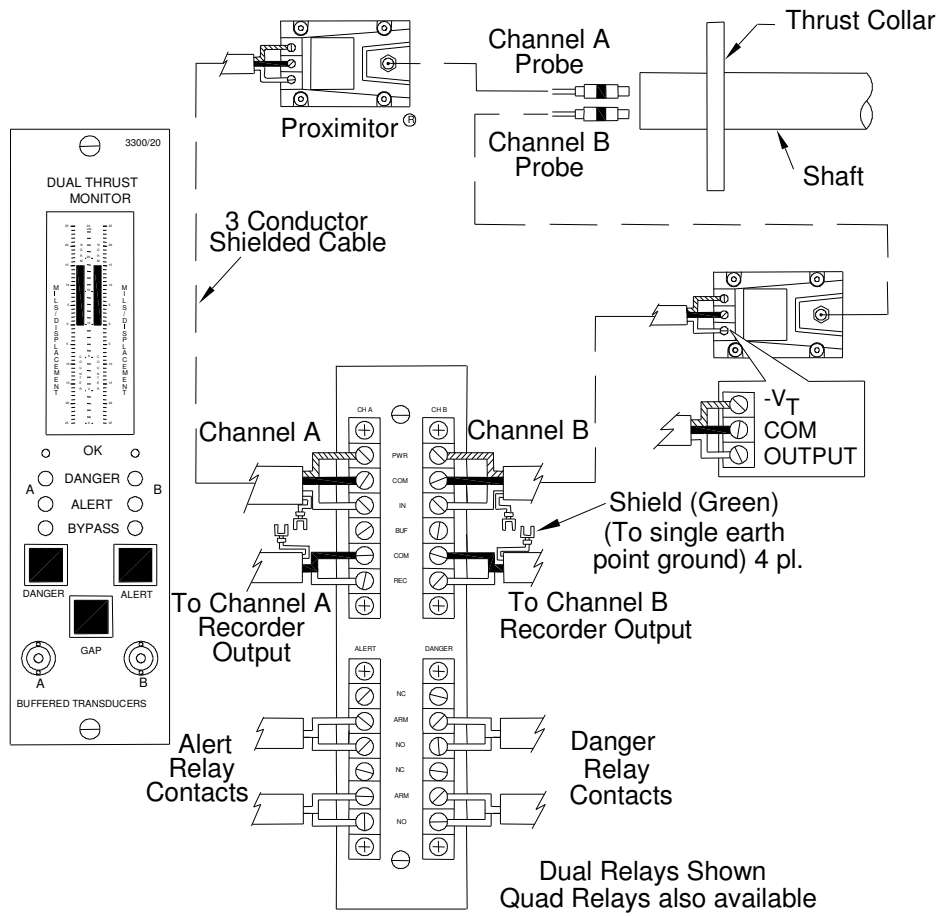 Channel A
Probe
Thrust Collar
Proximitor ®
Channel B
Probe
Shaft
3300/20
DUAL THRUST
MONITOR
MILS/DISPLACEMENT
MILS/DISPLACEMENT
OK
A
DANGER
ALERT
BYPASS
B
DANGER
ALERT
GAP
A
B
BUFFERED TRANSDUCERS
3 Conductor
Shielded Cable
-VT
COM
OUTPUT
CH A
CH B
Channel A
Channel B
PWR
COM
IN
BUF
COM
REC
Shield (Green)
(To single earth
point ground) 4 pl.
To Channel A
Recorder
Output
To Channel B
Recorder Output
ALERT
DANGER
NC
ARM
NO
NC
ARM
NO
Alert
Relay
Contacts
Danger
Relay
Contacts
Dual Relays Shown
Quad Relays also available